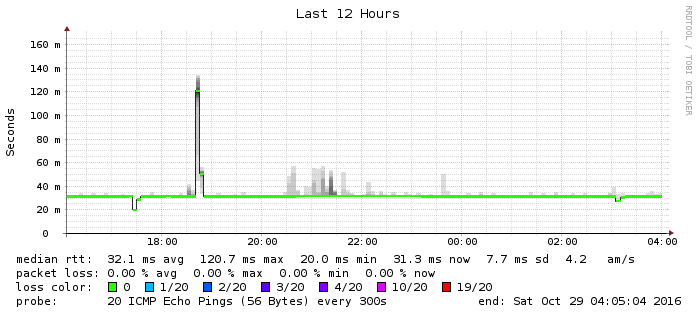 Last 12 Hours
RRDTOOL / TOBI OETIKER
Seconds
160 m
140 m
120 m
100 m
80 m
60 m
40 m
20 m
0
18:00 20:00 22:00 00:00 02:00 04:00
median rtt: 32.1 ms avg 120.7 ms max 20.0 ms min 31.3 ms now 7.7 ms sd 4.2 am/s
packet loss: 0.00 % avg 0.00 % max 0.00 % min 0.00 % now
loss color: 0 1/20 2/20 3/20 4/20 10/20 19/20
probe: 20 ICMP Echo Pings (56 Bytes) every 300s end: Sat Oct 29 04:05:04 2016